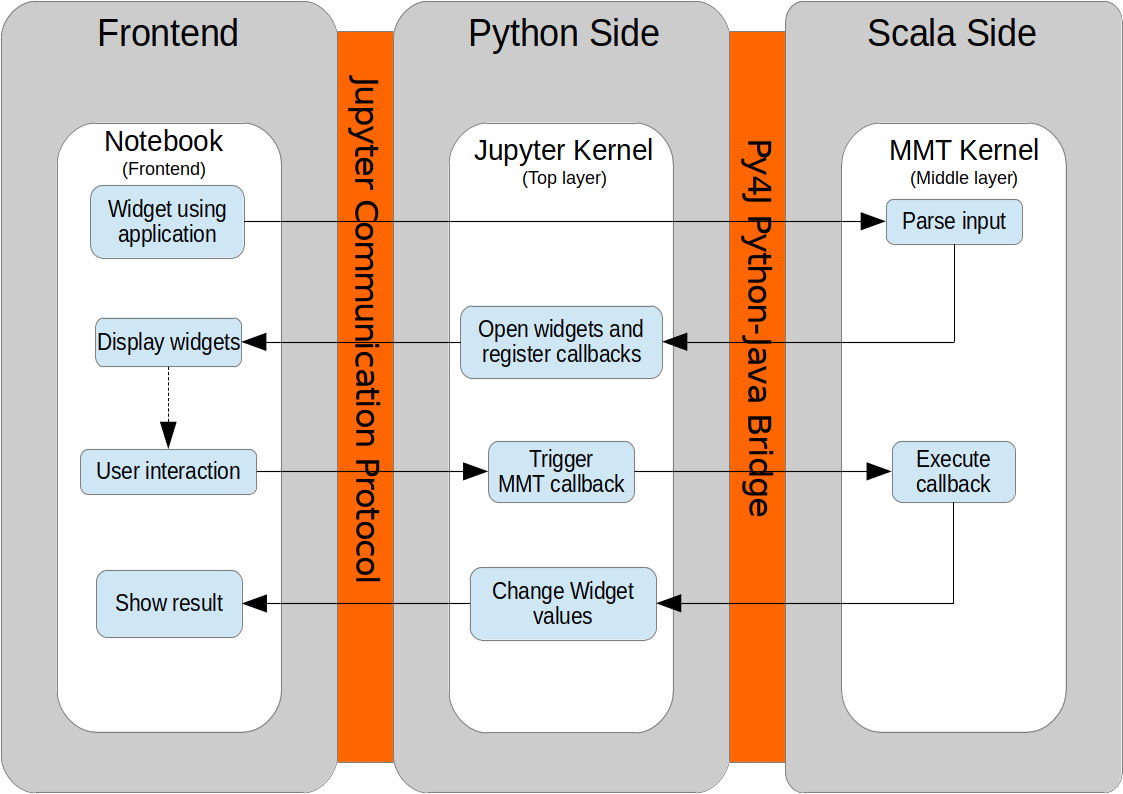 Frontend
Python Side
Scala Side
Jupyter Communication Protocol
Py4J Python-Java Bridge
Notebook
(Frontend)
Jupyter Kernel
(Top layer)
MMT Kernel
(Middle layer)
Widget using
application
Parse input
Display widgets
Open widgets and
register callbacks
User interaction
Trigger
MMT callback
Execute
callback
Show result
Change Widget
values